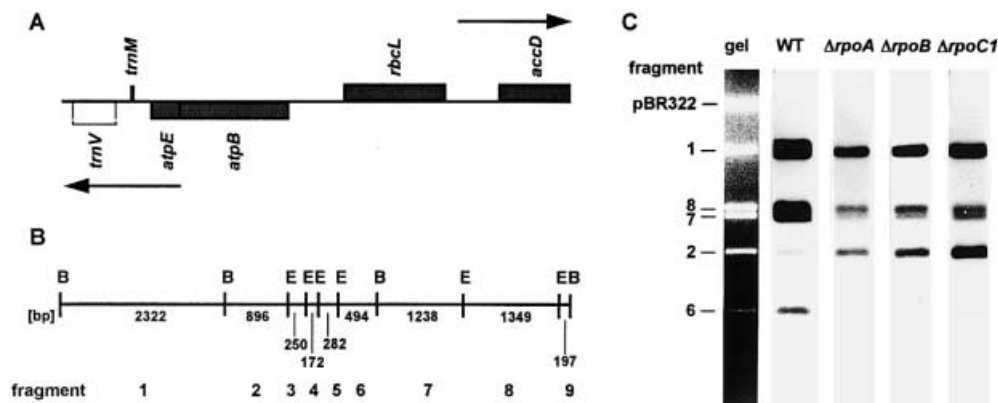 A
trnM
rbcL
accD
trnV
atpE
atpB
B
B B E E E E B E E B
[bp] 2322 896 494 1238 1349
250 282 197
172
fragment 1 2 3 4 5 6 7 8 9
C
gel WT ΔrpoA ΔrpoB ΔrpoC1
fragment
pBR322
1
8
7
2
6